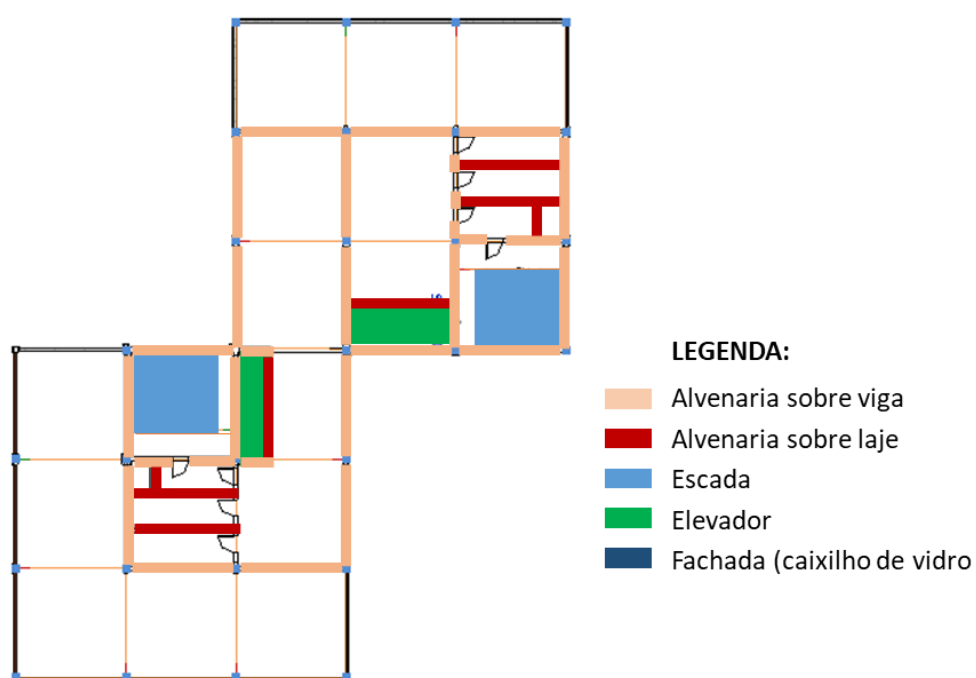 LEGENDA:
Alvenaria sobre viga
Alvenaria sobre laje
Escada
Elevador
Fachada (caixilho de vidro